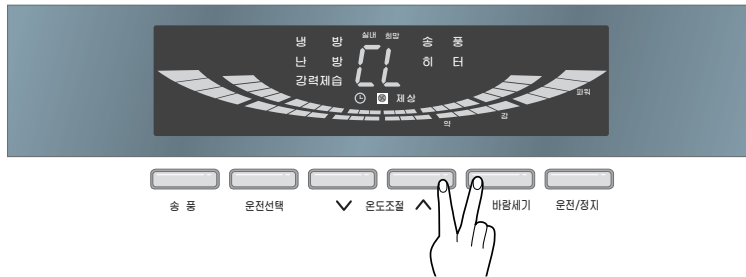 실내 희망
냉 방 송 풍
난 방 CL 히 터
강력제습
제상
파워
강
약
송 풍 운전선택 온도조절 바람세기 운전/정지